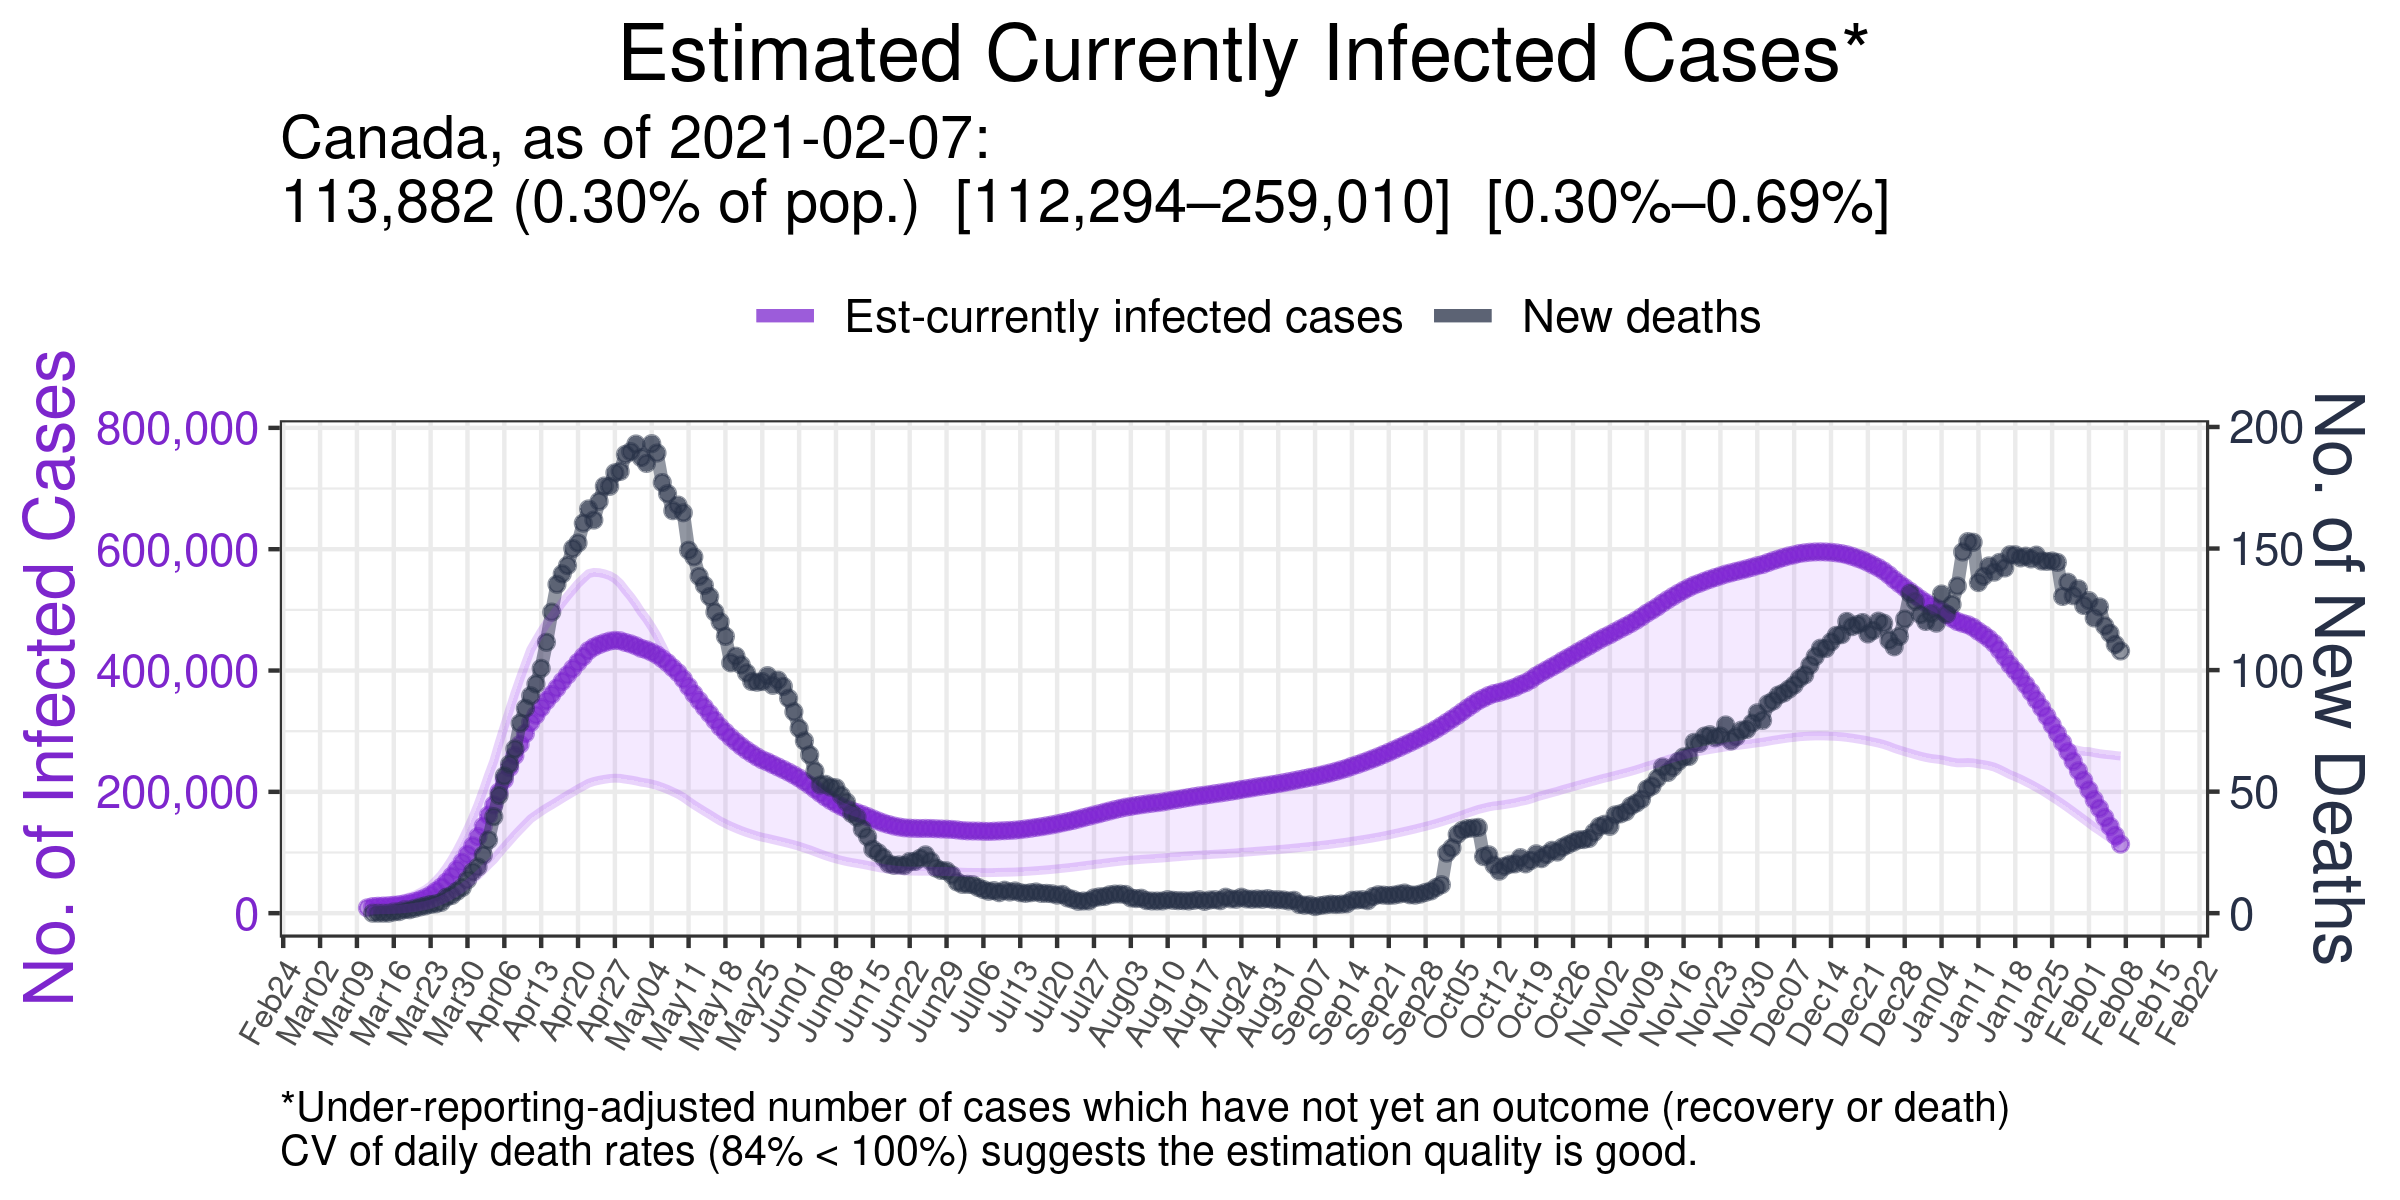 Estimated Currently Infected Cases*
Canada, as of 2021-02-07:
113,882 (0.30% of pop.) [112,294–259,010] [0.30%–0.69%]
Est-currently infected cases New deaths
No. of Infected Cases
800,000
600,000
400,000
200,000
0
200
150
100
50
0
No. of New Deaths
Feb24 Mar02 Mar09 Mar16 Mar23 Mar30 Apr06 Apr13 Apr20 Apr27 May04 May11 May18 May25 Jun01 Jun08 Jun15 Jun22 Jun29 Jul06 Jul13 Jul20 Jul27 Aug03 Aug10 Aug17 Aug24 Aug31 Sep07 Sep14 Sep21 Sep28 Oct05 Oct12 Oct19 Oct26 Nov02 Nov09 Nov16 Nov23 Nov30 Dec07 Dec14 Dec21 Dec28 Jan04 Jan11 Jan18 Jan25 Feb01 Feb08 Feb15 Feb22
*Under-reporting-adjusted number of cases which have not yet an outcome (recovery or death)
CV of daily death rates (84% < 100%) suggests the estimation quality is good.